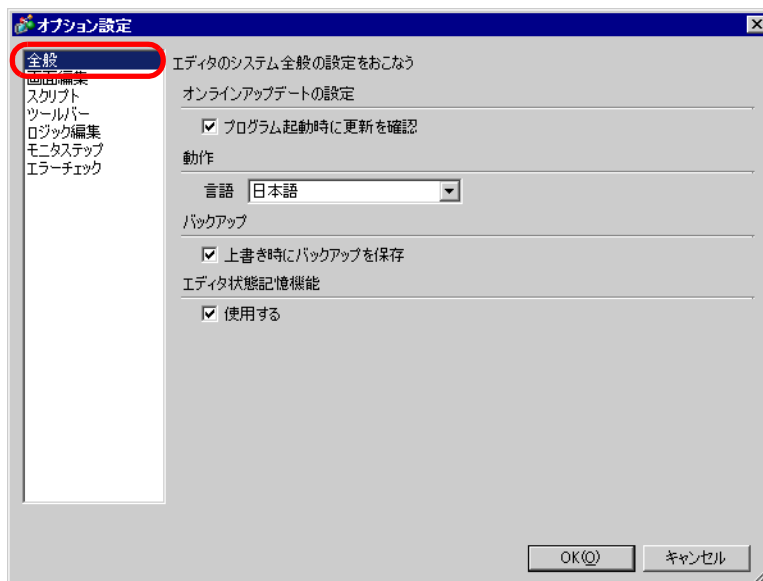 オプション設定
全般
画面編集
スクリプト
ツールバー
ロジック編集
モニタステップ
エラーチェック
エディタのシステム全般の設定をおこなう
オンラインアップデートの設定
プログラム起動時に更新を確認
動作
言語 日本語
バックアップ
上書き時にバックアップを保存
エディタ状態記憶機能
使用する
OK(O) キャンセル